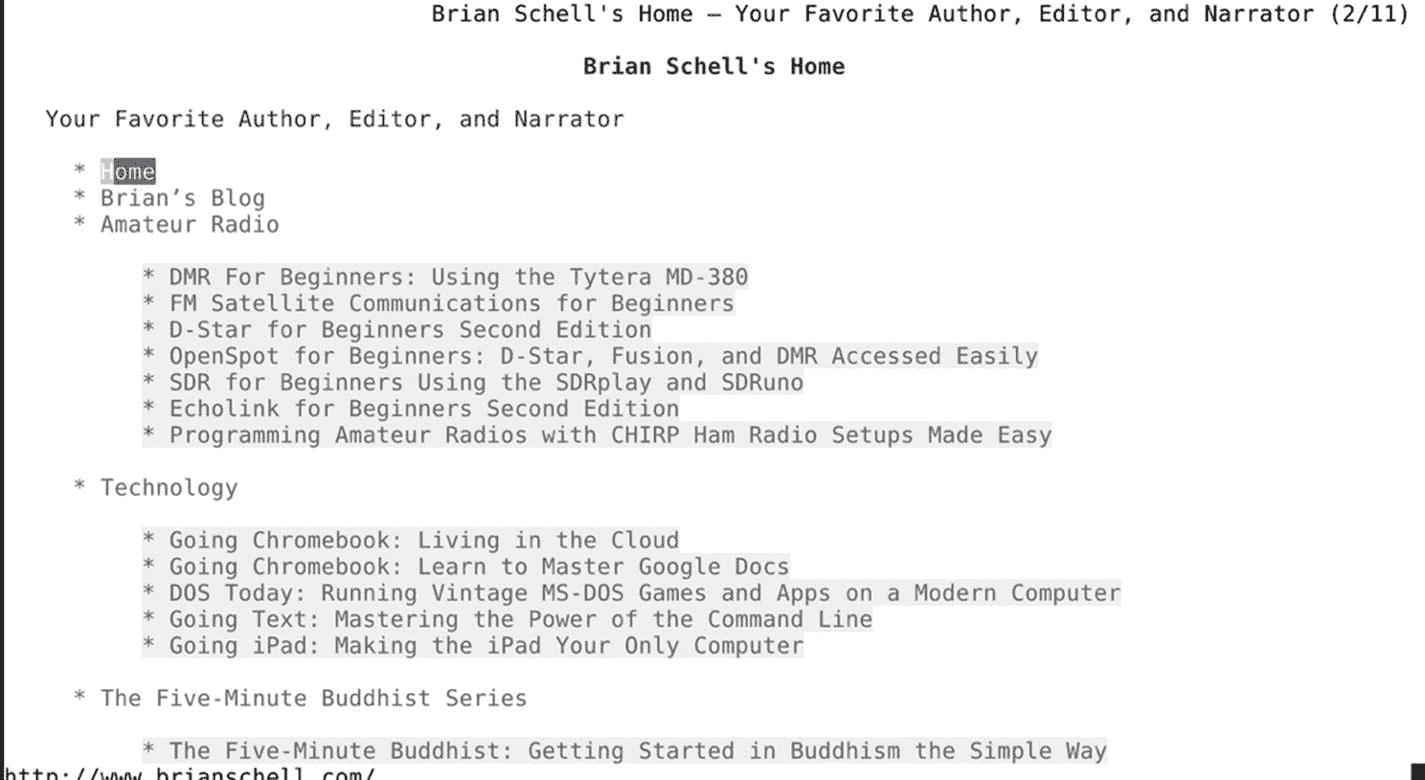 Brian Schell's Home – Your Favorite Author, Editor, and Narrator (2/11)
Brian Schell's Home
Your Favorite Author, Editor, and Narrator
* Home
* Brian’s Blog
* Amateur Radio
* DMR For Beginners: Using the Tytera MD-380
* FM Satellite Communications for Beginners
* D-Star for Beginners Second Edition
* OpenSpot for Beginners: D-Star, Fusion, and DMR Accessed Easily
* SDR for Beginners Using the SDRplay and SDRuno
* Echolink for Beginners Second Edition
* Programming Amateur Radios with CHIRP Ham Radio Setups Made Easy
* Technology
* Going Chromebook: Living in the Cloud
* Going Chromebook: Learn to Master Google Docs
* DOS Today: Running Vintage MS-DOS Games and Apps on a Modern Computer
* Going Text: Mastering the Power of the Command Line
* Going iPad: Making the iPad Your Only Computer
* The Five-Minute Buddhist Series
* The Five-Minute Buddhist: Getting Started in Buddhism the Simple Way
http://www.brianschell.com/